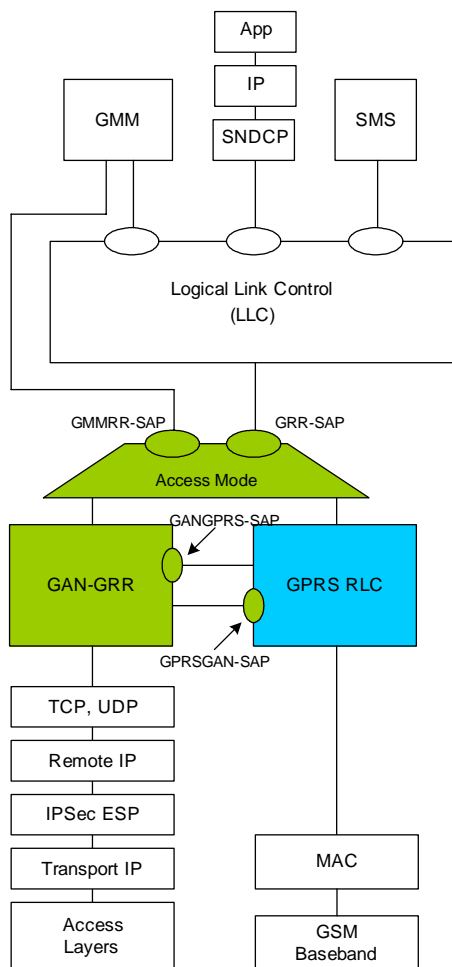 App
IP
GMM
SMS
SNDCP
Logical Link Control
(LLC)
GMMRR-SAP
GRR-SAP
Access Mode
GANGPRS-SAP
GAN-GRR
GPRS RLC
GPRSGAN-SAP
TCP, UDP
Remote IP
IPSec ESP
Transport IP
MAC
Access
Layers
GSM
Baseband